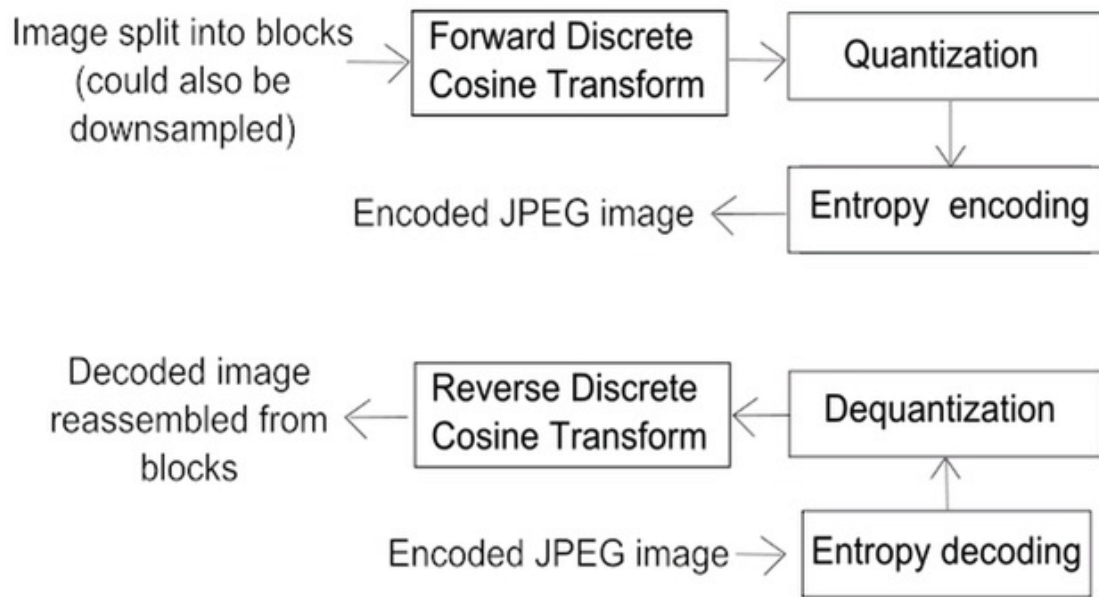 Image split into blocks
(could also be
downsampled)
Forward Discrete
Cosine Transform
Quantization
Entropy encoding
Encoded JPEG image
Decoded image
reassembled from
blocks
Reverse Discrete
Cosine Transform
Dequantization
Encoded JPEG image
Entropy decoding